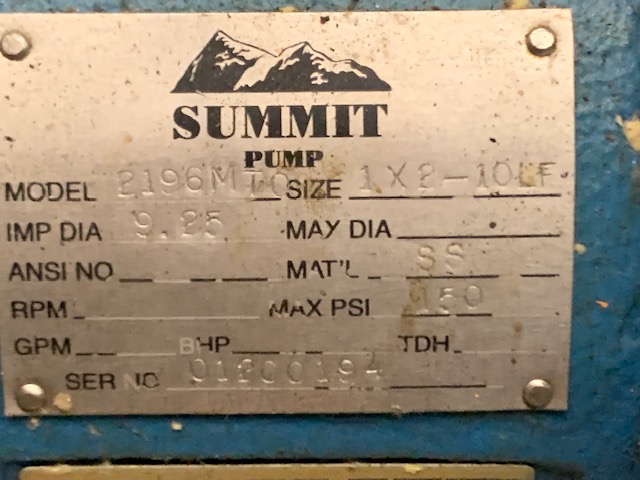 SUMMIT
PUMP
MODEL 2196MTO SIZE 1X2-10LF
IMP DIA 9.25 MAY DIA
ANSI NO MAT'L SS
RPM MAX PSI 150
GPM BHP TDH
SER NO